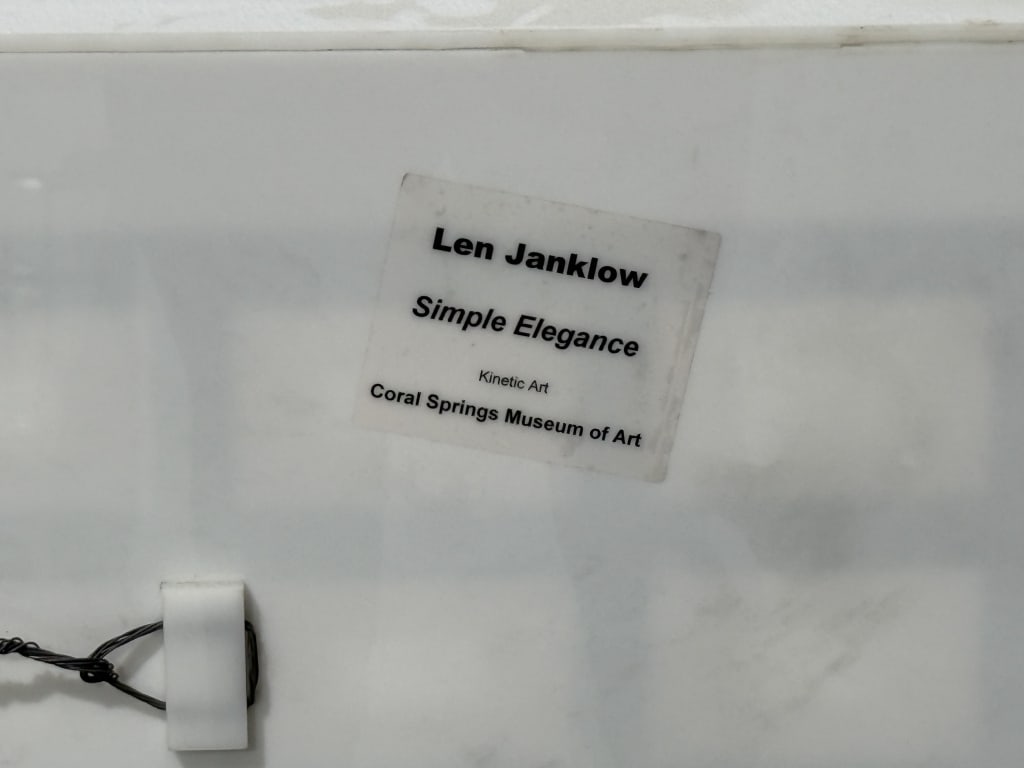 Len Janklow
Simple Elegance
Kinetic Art
Coral Springs Museum of Art